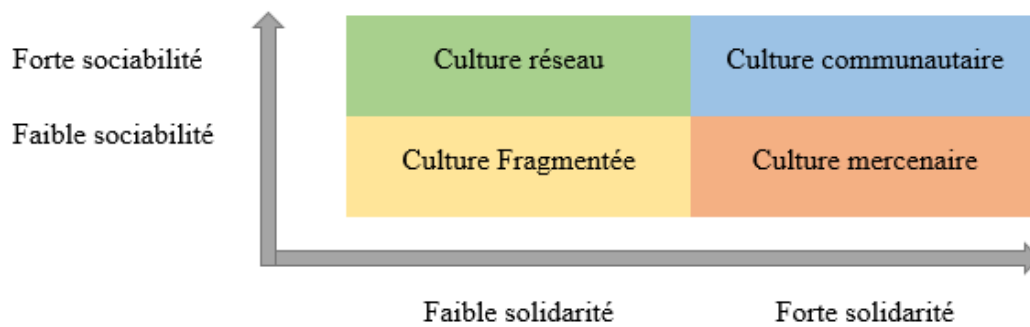 Forte sociabilité
Culture réseau
Culture communautaire
Faible sociabilité
Culture Fragmentée
Culture mercenaire
Faible solidarité
Forte solidarité